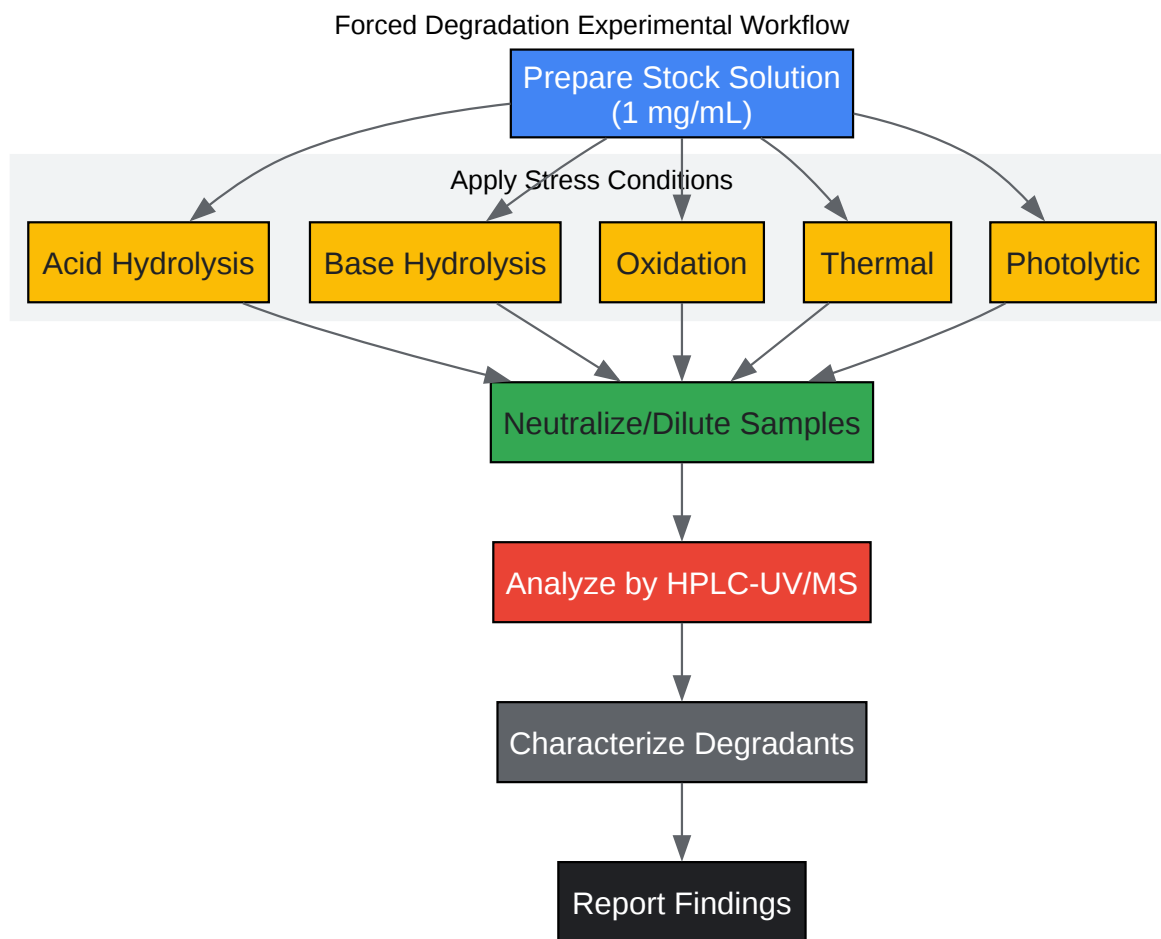 Forced Degradation Experimental Workflow
Prepare Stock Solution
(1 mg/mL)
Apply Stress Conditions
Acid Hydrolysis
Base Hydrolysis
Oxidation
Thermal
Photolytic
Neutralize/Dilute Samples
Analyze by HPLC-UV/MS
Characterize Degradants
Report Findings